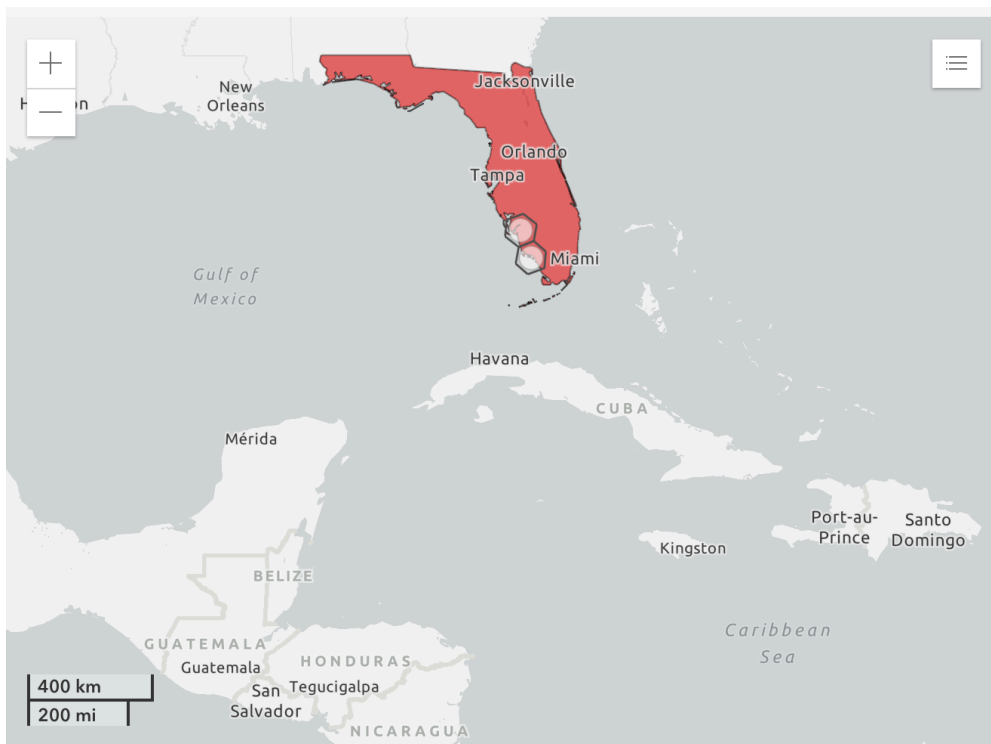 Jacksonville
New
Orleans
Orlando
Tampa
Miami
Gulf of
Mexico
Havana
CUBA
Mérida
Port-au-
Prince
Santo
Domingo
Kingston
BELIZE
Caribbean
Sea
GUATEMALA
HONDURAS
Guatemala
Tegucigalpa
San
Salvador
400 km
200 mi
NICARAGUA